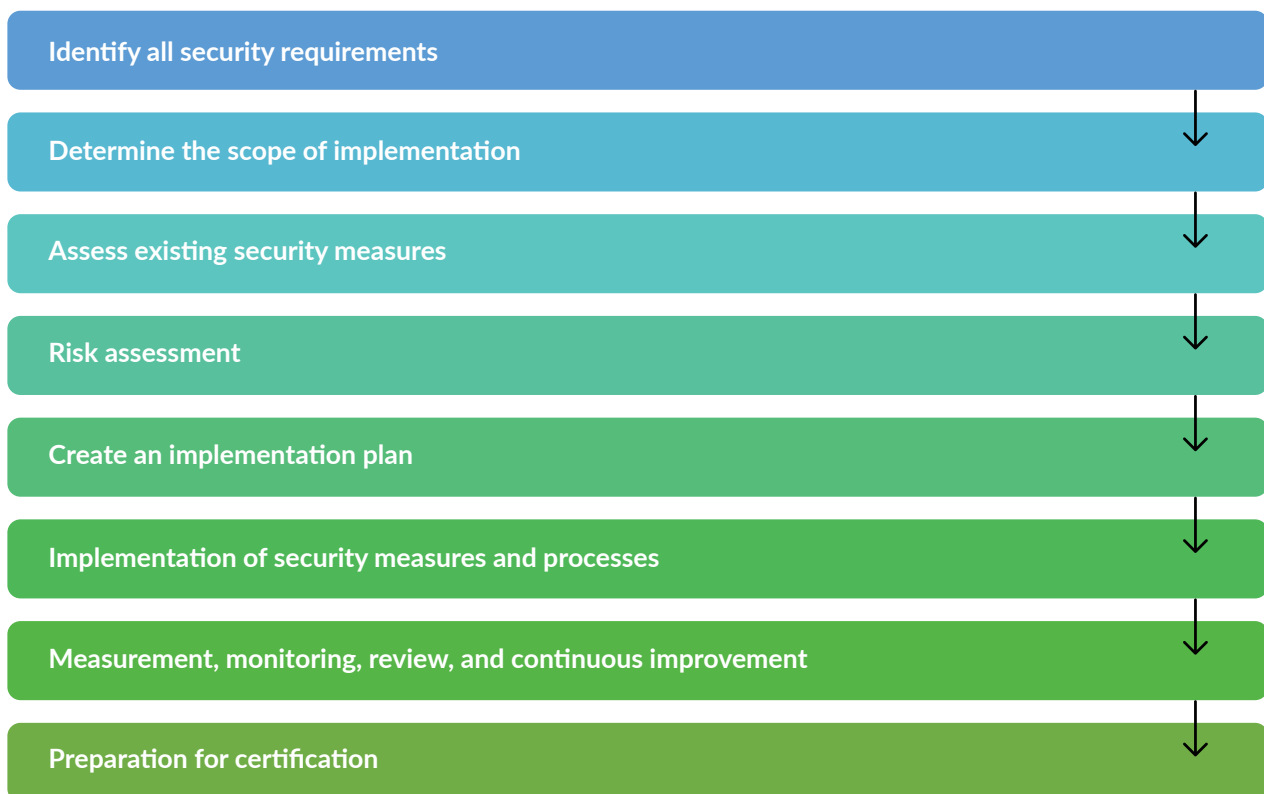 Identify all security requirements
Determine the scope of implementation
Assess existing security measures
Risk assessment
Create an implementation plan
Implementation of security measures and processes
Measurement, monitoring, review, and continuous improvement
Preparation for certification